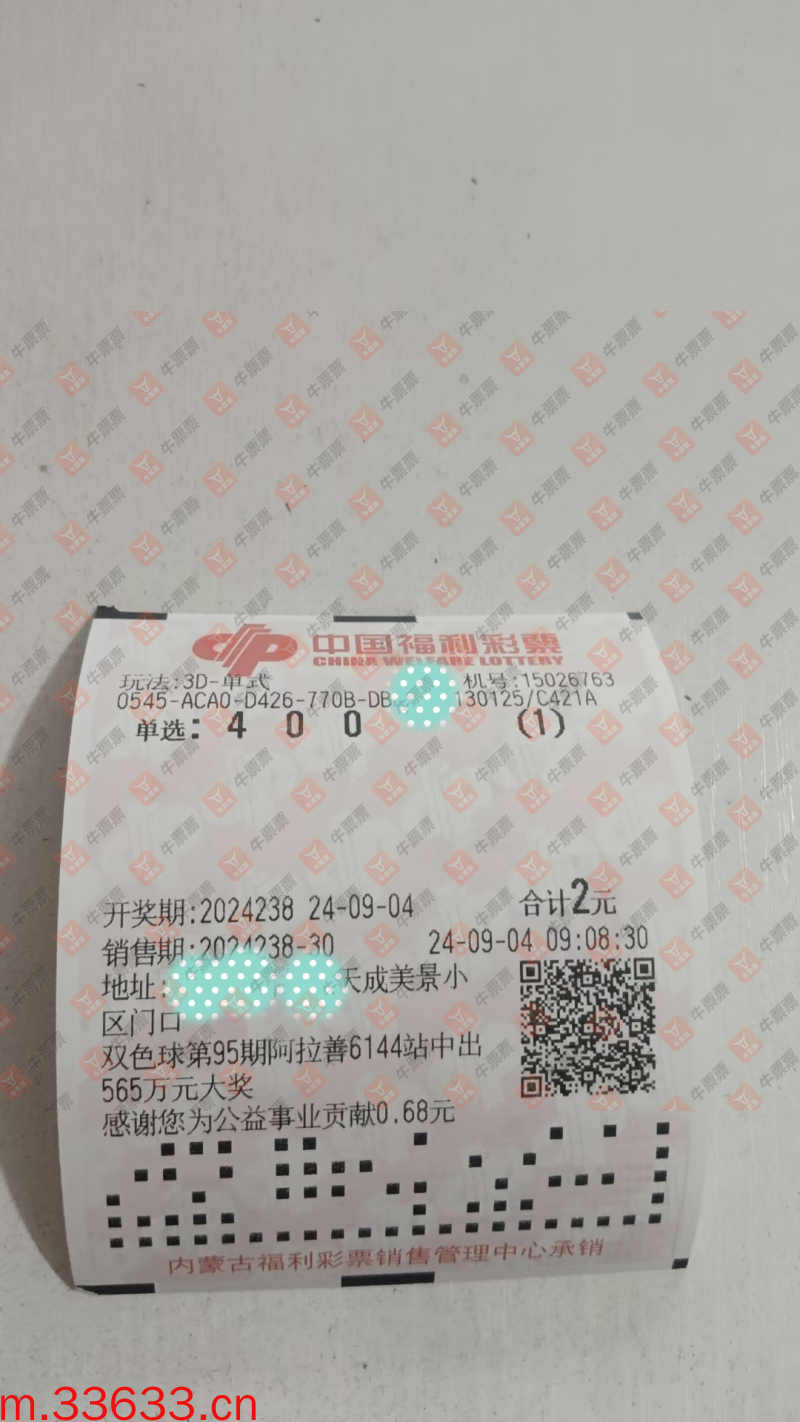 中国福利彩票
CHINA WELFARE LOTTERY
玩法:3D-单式 机号:15026763
0545-ACA0-D426-770B-DB 130125/C421A
单选: 4 0 0 (1)
开奖期:2024238 24-09-04 合计2元
销售期:2024238-30 24-09-04 09:08:30
地址: 天成美景小
区门口
双色球第95期阿拉善6144站中出
565万元大奖
感谢您为公益事业贡献0.68元
内蒙古福利彩票销售管理中心承销
牛票票
m.33633.cn